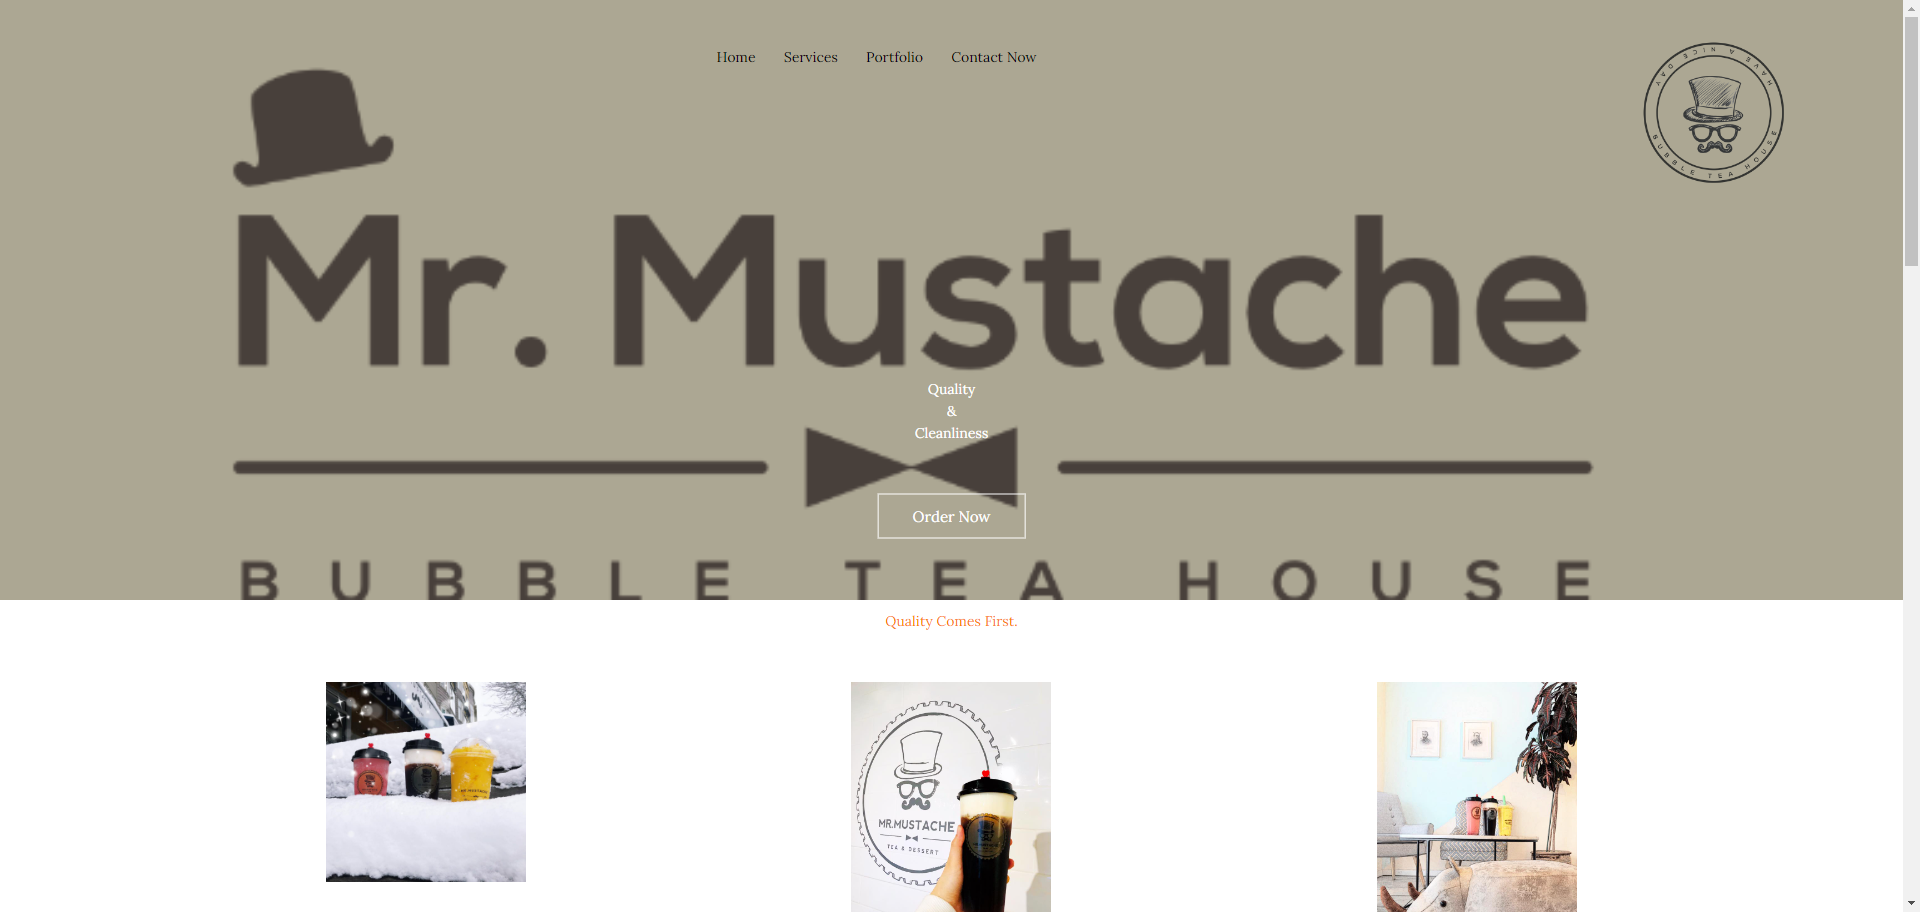 Home Services Portfolio Contact Now
HAVE A NICE DAY
BUBBLE TEA HOUSE
Mr. Mustache
Quality
&
Cleanliness
Order Now
BUBBLE TEA HOUSE
Quality Comes First.
MR.MUSTACHE
TEA & DESSERT